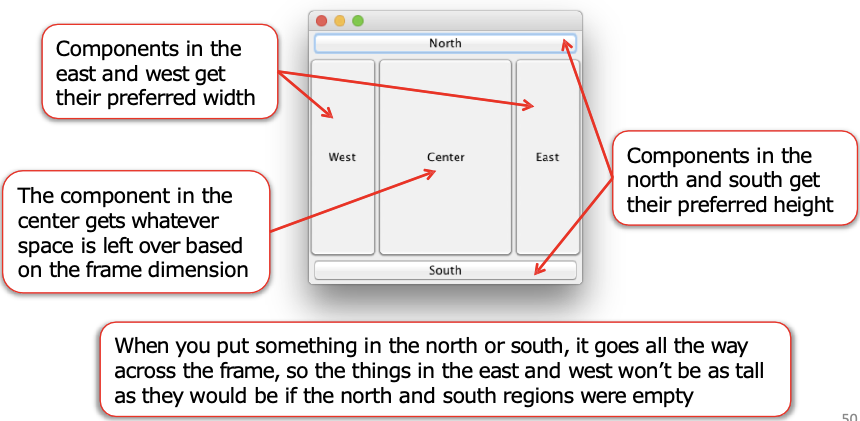 Components in the
east and west get
their preferred width
North
West
Center
East
South
The component in the
center gets whatever
space is left over based
on the frame dimension
Components in the
north and south get
their preferred height
When you put something in the north or south, it goes all the way
across the frame, so the things in the east and west won’t be as tall
as they would be if the north and south regions were empty
50